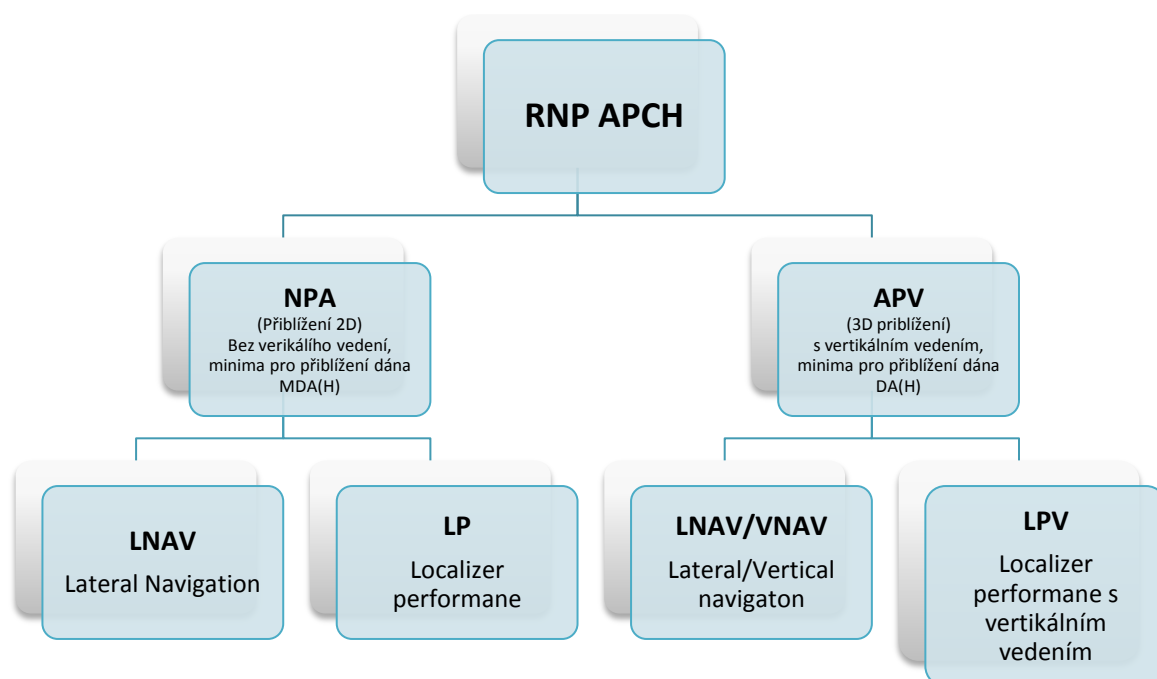 RNP APCH
NPA
(Přiblížení 2D)
Bez verikálího vedení,
minima pro přiblížení dána
MDA(H)
APV
(3D priblížení)
s vertikálním vedením,
minima pro přiblížení dána
DA(H)
LNAV
Lateral Navigation
LP
Localizer
performane
LNAV/VNAV
Lateral/Vertical
navigaton
LPV
Localizer
performane s
vertikálním
vedením